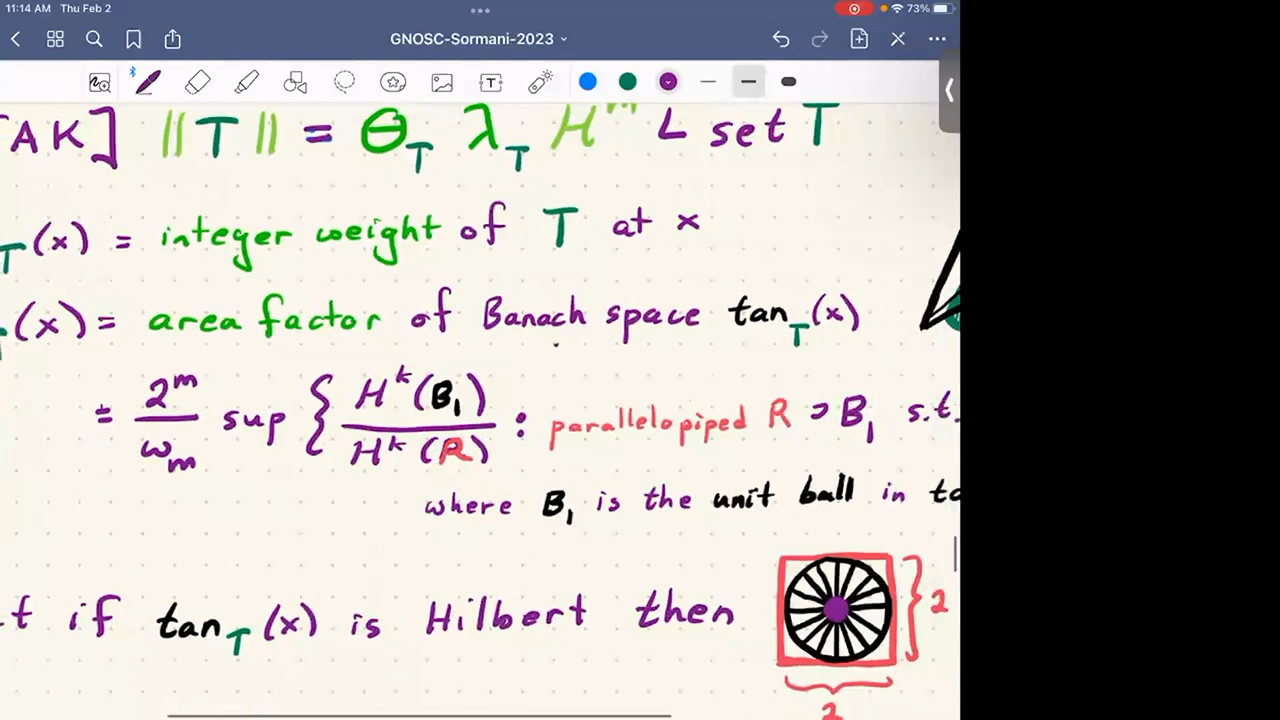 11:14 AM Thu Feb 2
73%
GNOSC-Sormani-2023
AK] ||T|| = Θ_T λ_T H^m L set T
T(x) = integer weight of T at x
(x) = area factor of Banach space tan_T(x)
= 2^m/ω_m sup { H^k(B_1)/H^k(R) : parallelopiped R ⊃ B_1 s.t.
where B_1 is the unit ball in
if tan_T(x) is Hilbert then
2
2